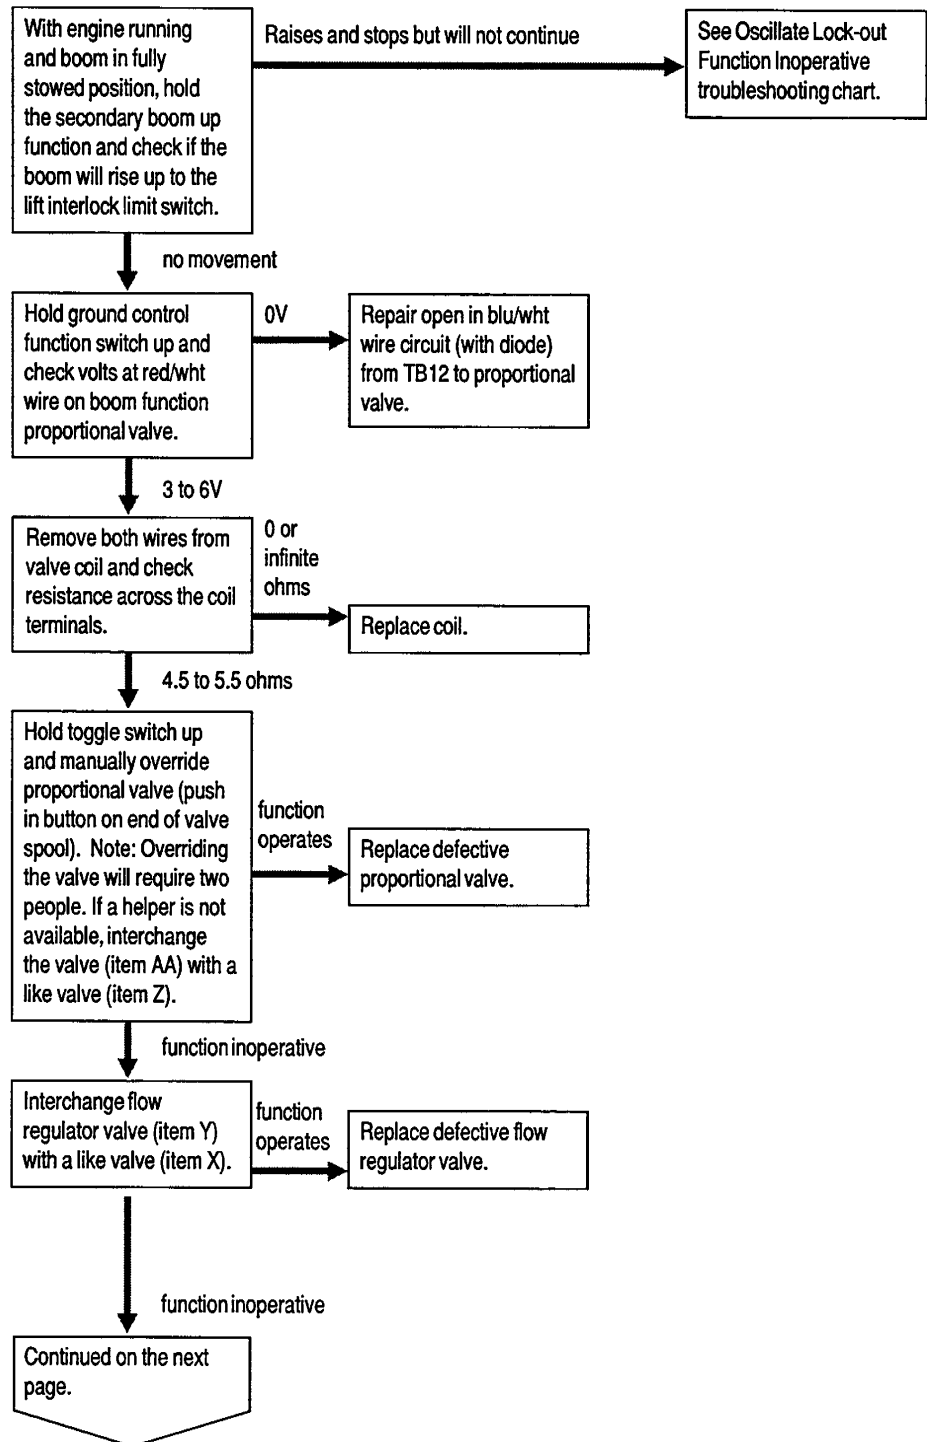 With engine running
and boom in fully
stowed position, hold
the secondary boom up
function and check if the
boom will rise up to the
lift interlock limit switch.
Raises and stops but will not continue
See Oscillate Lock-out
Function Inoperative
troubleshooting chart.
no movement
Hold ground control
function switch up and
check volts at red/wht
wire on boom function
proportional valve.
0V
Repair open in blu/wht
wire circuit (with diode)
from TB12 to proportional
valve.
3 to 6V
Remove both wires from
valve coil and check
resistance across the coil
terminals.
0 or
infinite
ohms
Replace coil.
4.5 to 5.5 ohms
Hold toggle switch up
and manually override
proportional valve (push
in button on end of valve
spool). Note: Overriding
the valve will require two
people. If a helper is not
available, interchange
the valve (item AA) with a
like valve (item Z).
function
operates
Replace defective
proportional valve.
function inoperative
Interchange flow
regulator valve (item Y)
with a like valve (item X).
function
operates
Replace defective flow
regulator valve.
function inoperative
Continued on the next
page.